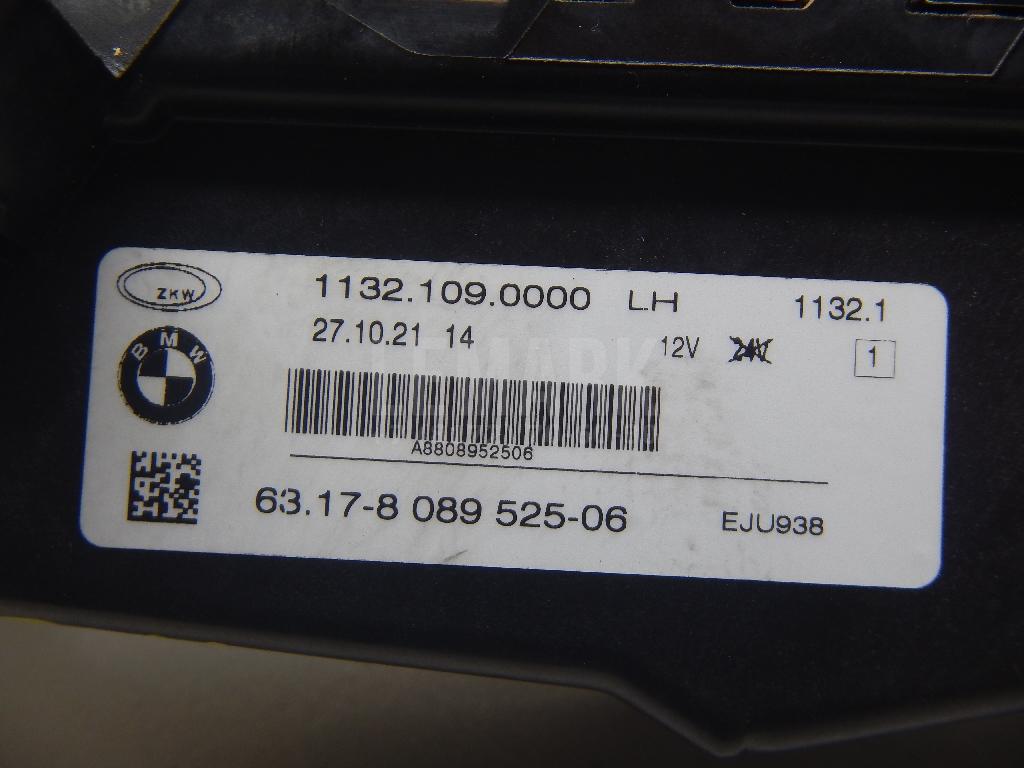 ZKW 1132.109.0000 LH 1132.1
BMW 27.10.21 14 12V 24V 1
LEMARK
A8808952506
63.17-8 089 525-06 EJU938